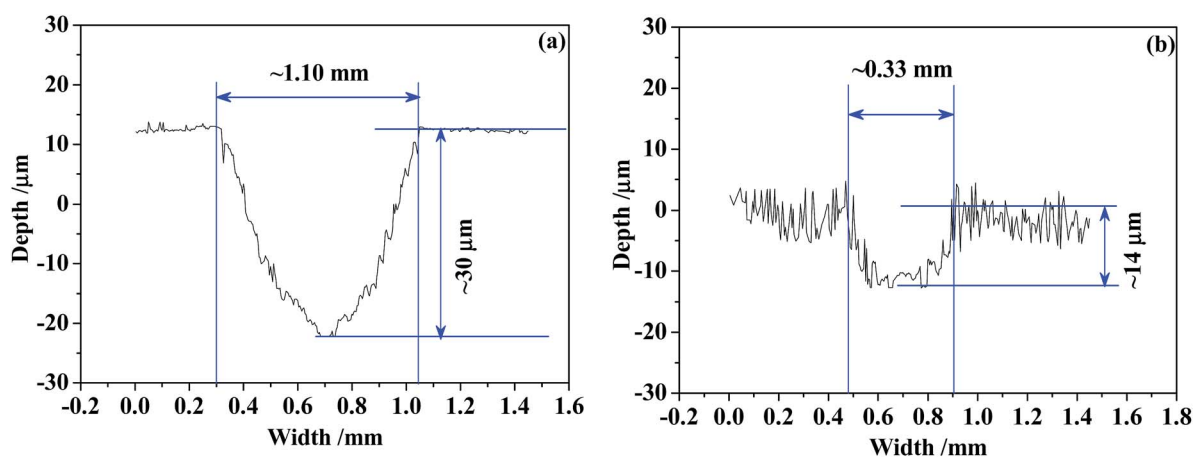 (a)
~1.10 mm
~30 µm
Depth /µm
30
20
10
0
-10
-20
-30
-0.2 0.0 0.2 0.4 0.6 0.8 1.0 1.2 1.4 1.6
Width /mm
(b)
~0.33 mm
~14 µm
Depth /µm
30
20
10
0
-10
-20
-30
-0.2 0.0 0.2 0.4 0.6 0.8 1.0 1.2 1.4 1.6 1.8
Width /mm